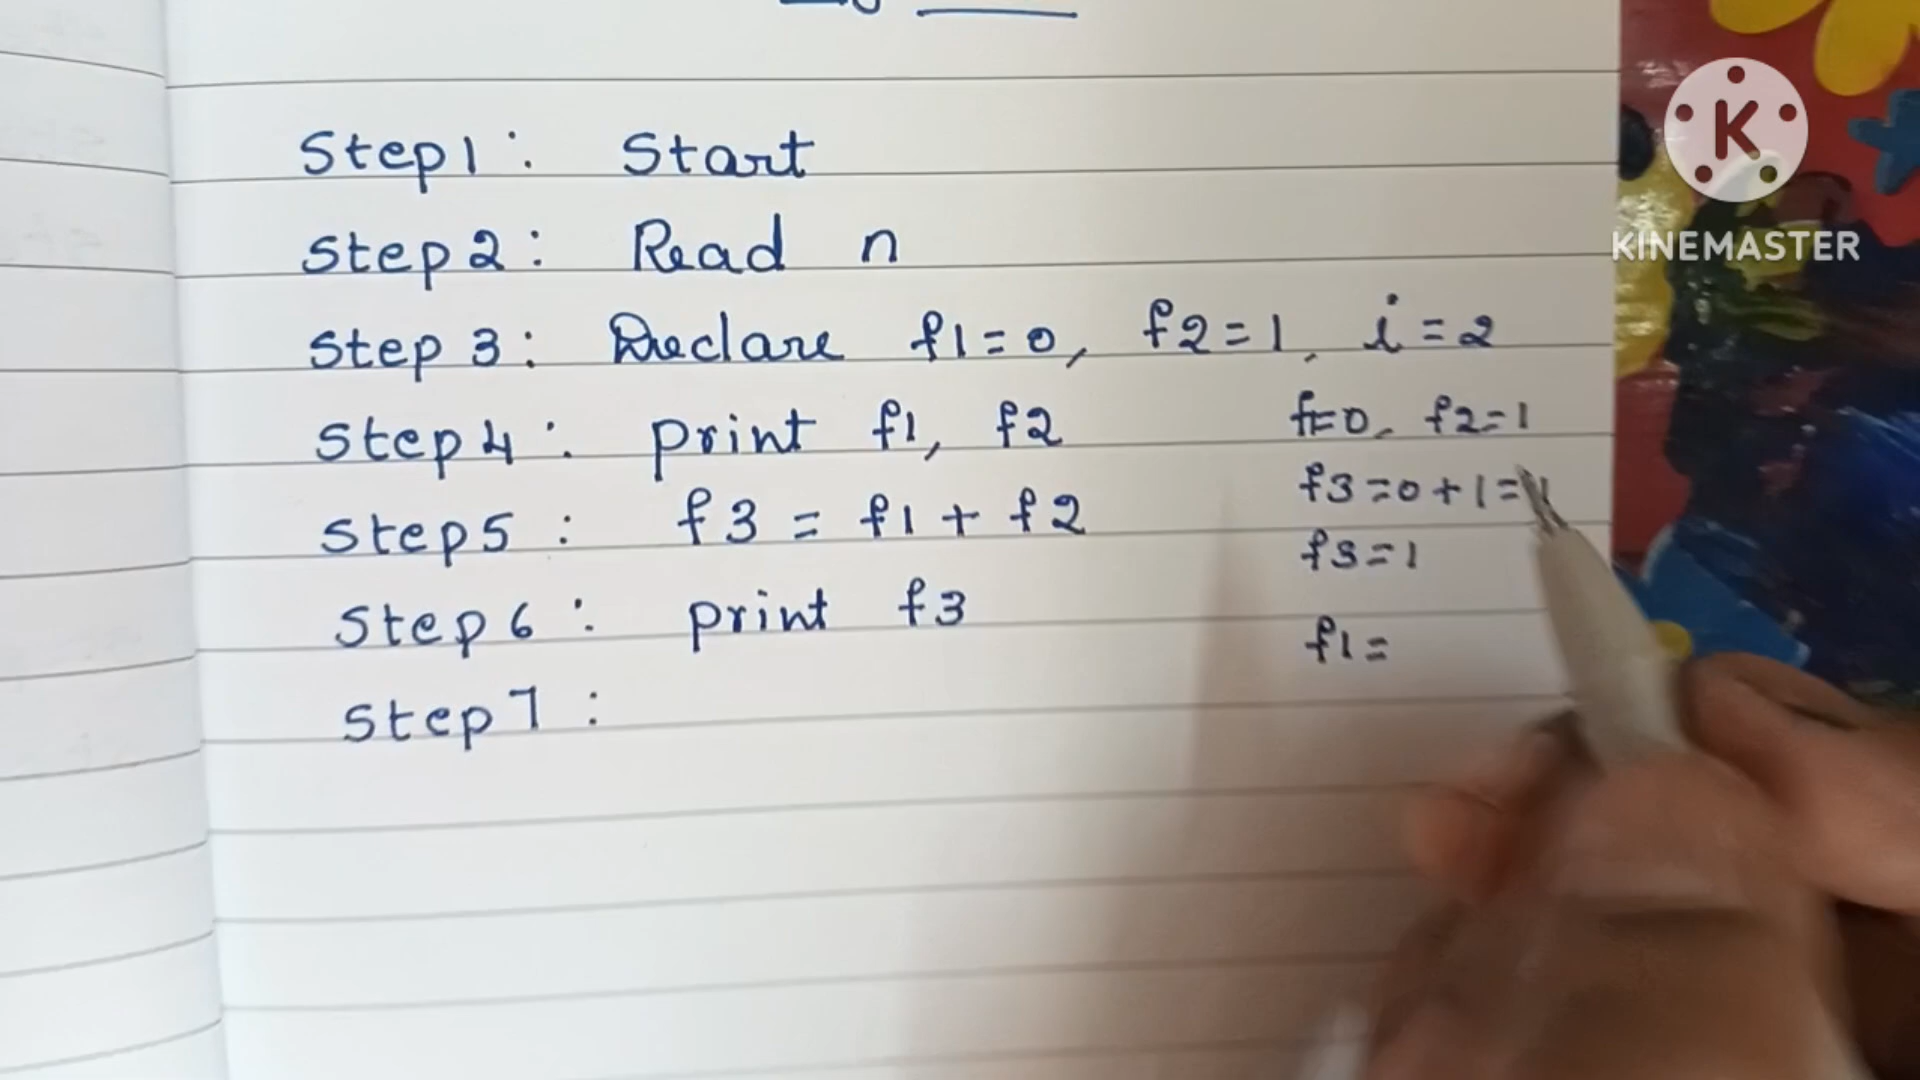 Step1: Start
Step2: Read n
Step 3: Declare f1=0, f2=1, i=2
Step4: print f1, f2
f=0, f2=1
Step5: f3 = f1 + f2
f3=0+1=1
f3=1
Step6: print f3
f1=
Step7:
K
KINEMASTER